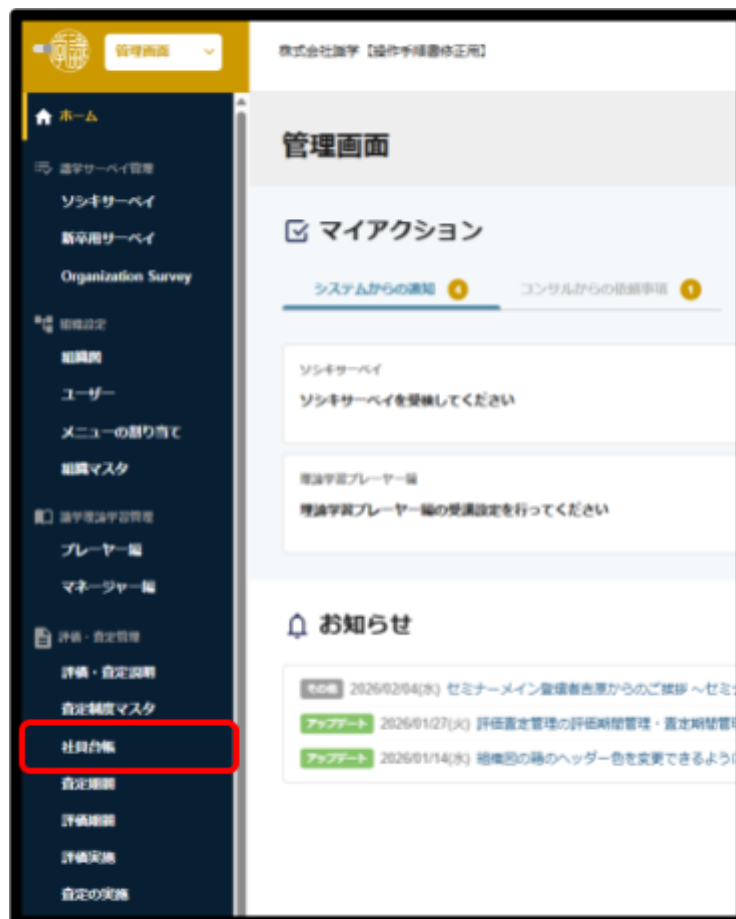 管理画面
株式会社識学【操作手順書修正用】
ホーム
識学サーベイ管理
ソシキサーベイ
新卒用サーベイ
Organization Survey
組織設定
組織図
ユーザー
メニューの割り当て
組織マスタ
識学理論学習管理
プレーヤー編
マネージャー編
評価・査定管理
評価・査定説明
査定制度マスタ
社員台帳
査定期間
評価期間
評価実施
査定の実施
管理画面
マイアクション
システムからの通知 4
コンサルからの依頼事項 1
ソシキサーベイ
ソシキサーベイを受検してください
理論学習プレーヤー編
理論学習プレーヤー編の受講設定を行ってください
お知らせ
その他 2026/02/04(水) セミナーメイン登壇者吉原からのご挨拶 ～セミナ
アップデート 2026/01/27(火) 評価査定管理の評価期間管理・査定期間管理
アップデート 2026/01/14(水) 組織図の箱のヘッダー色を変更できるように